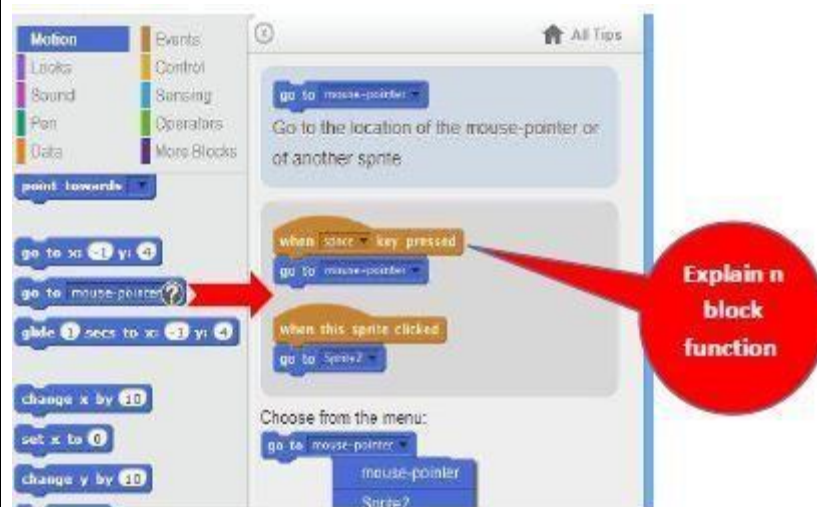 Motion
Looks
Sound
Pen
Data
Events
Control
Sensing
Operators
More Blocks
point towards
go to x: -1 y: 4
go to mouse-pointer ?
glide 1 secs to x: -1 y: 4
change x by 10
set x to 0
change y by 10
All Tips
go to mouse-pointer
Go to the location of the mouse-pointer or
of another sprite
when space key pressed
go to mouse-pointer
when this sprite clicked
go to Sprite2
Choose from the menu:
go to mouse-pointer
mouse-pointer
Sprite2
Explain n
block
function